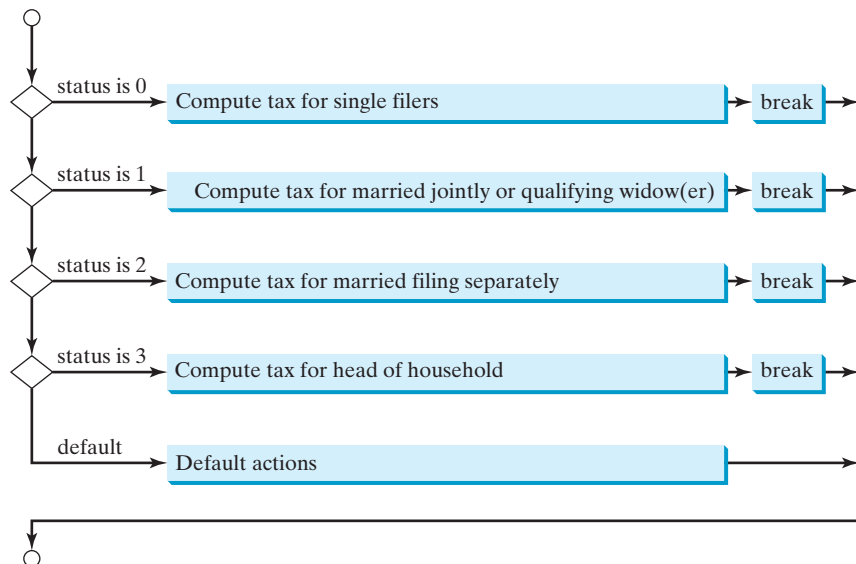 status is 0
Compute tax for single filers
break
status is 1
Compute tax for married jointly or qualifying widow(er)
break
status is 2
Compute tax for married filing separately
break
status is 3
Compute tax for head of household
break
default
Default actions